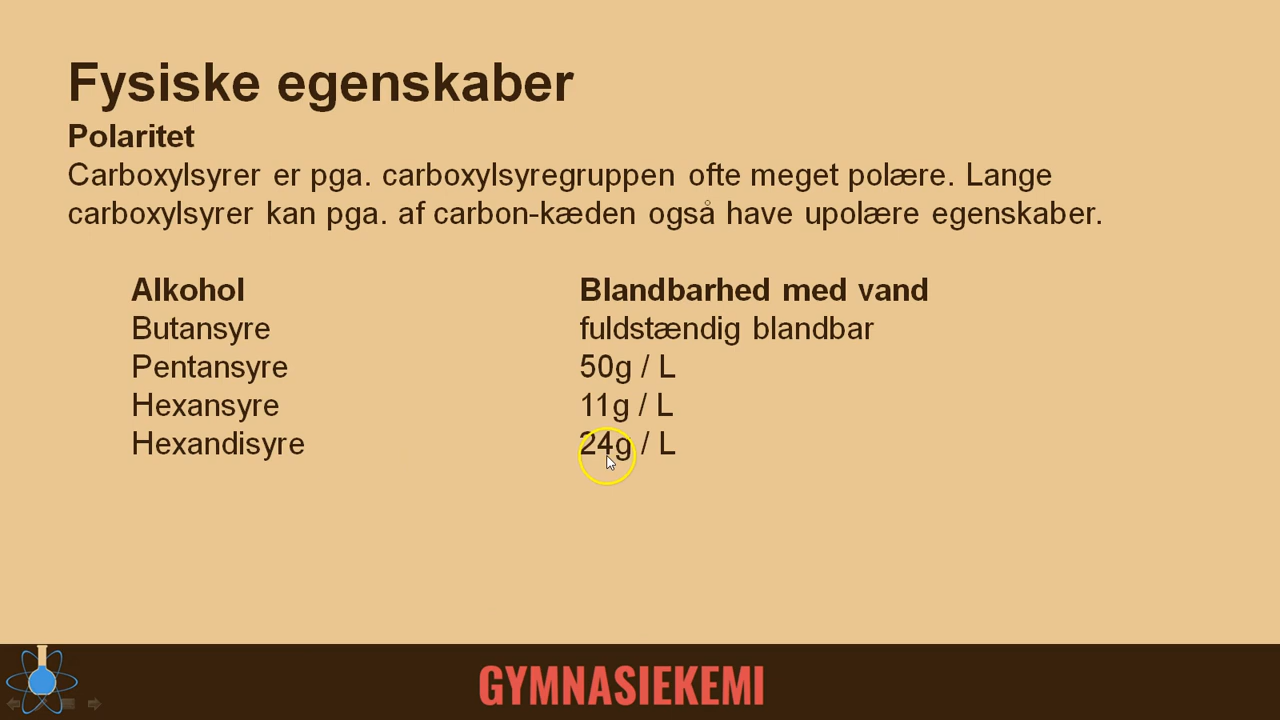 Fysiske egenskaber
Polaritet
Carboxylsyrer er pga. carboxylsyregruppen ofte meget polære. Lange
carboxylsyrer kan pga. af carbon-kæden også have upolære egenskaber.
Alkohol Blandbarhed med vand
Butansyre fuldstændig blandbar
Pentansyre 50g / L
Hexansyre 11g / L
Hexandisyre 24g / L
GYMNASIEKEMI